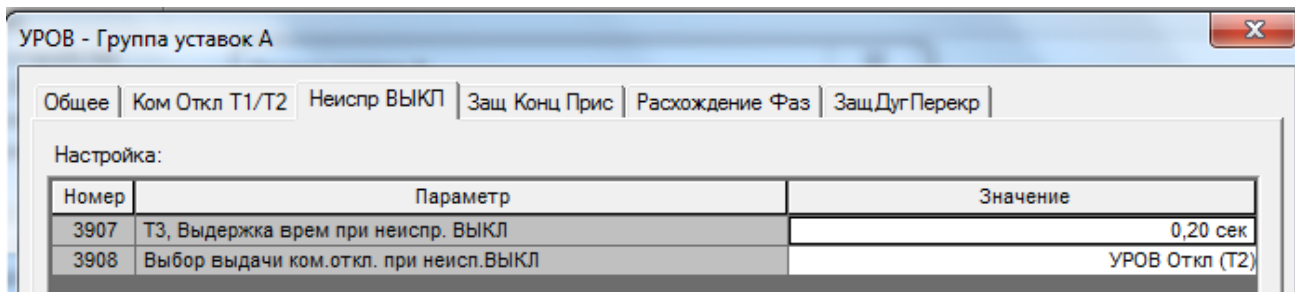 УРОВ - Группа уставок А
Общее Ком Откл Т1/Т2 Неиспр ВЫКЛ Защ Конц Прис Расхождение Фаз ЗащДугПерекр
Настройка:
Номер Параметр Значение
3907 Т3, Выдержка врем при неиспр. ВЫКЛ 0,20 сек
3908 Выбор выдачи ком.откл. при неисп.ВЫКЛ УРОВ Откл (Т2)